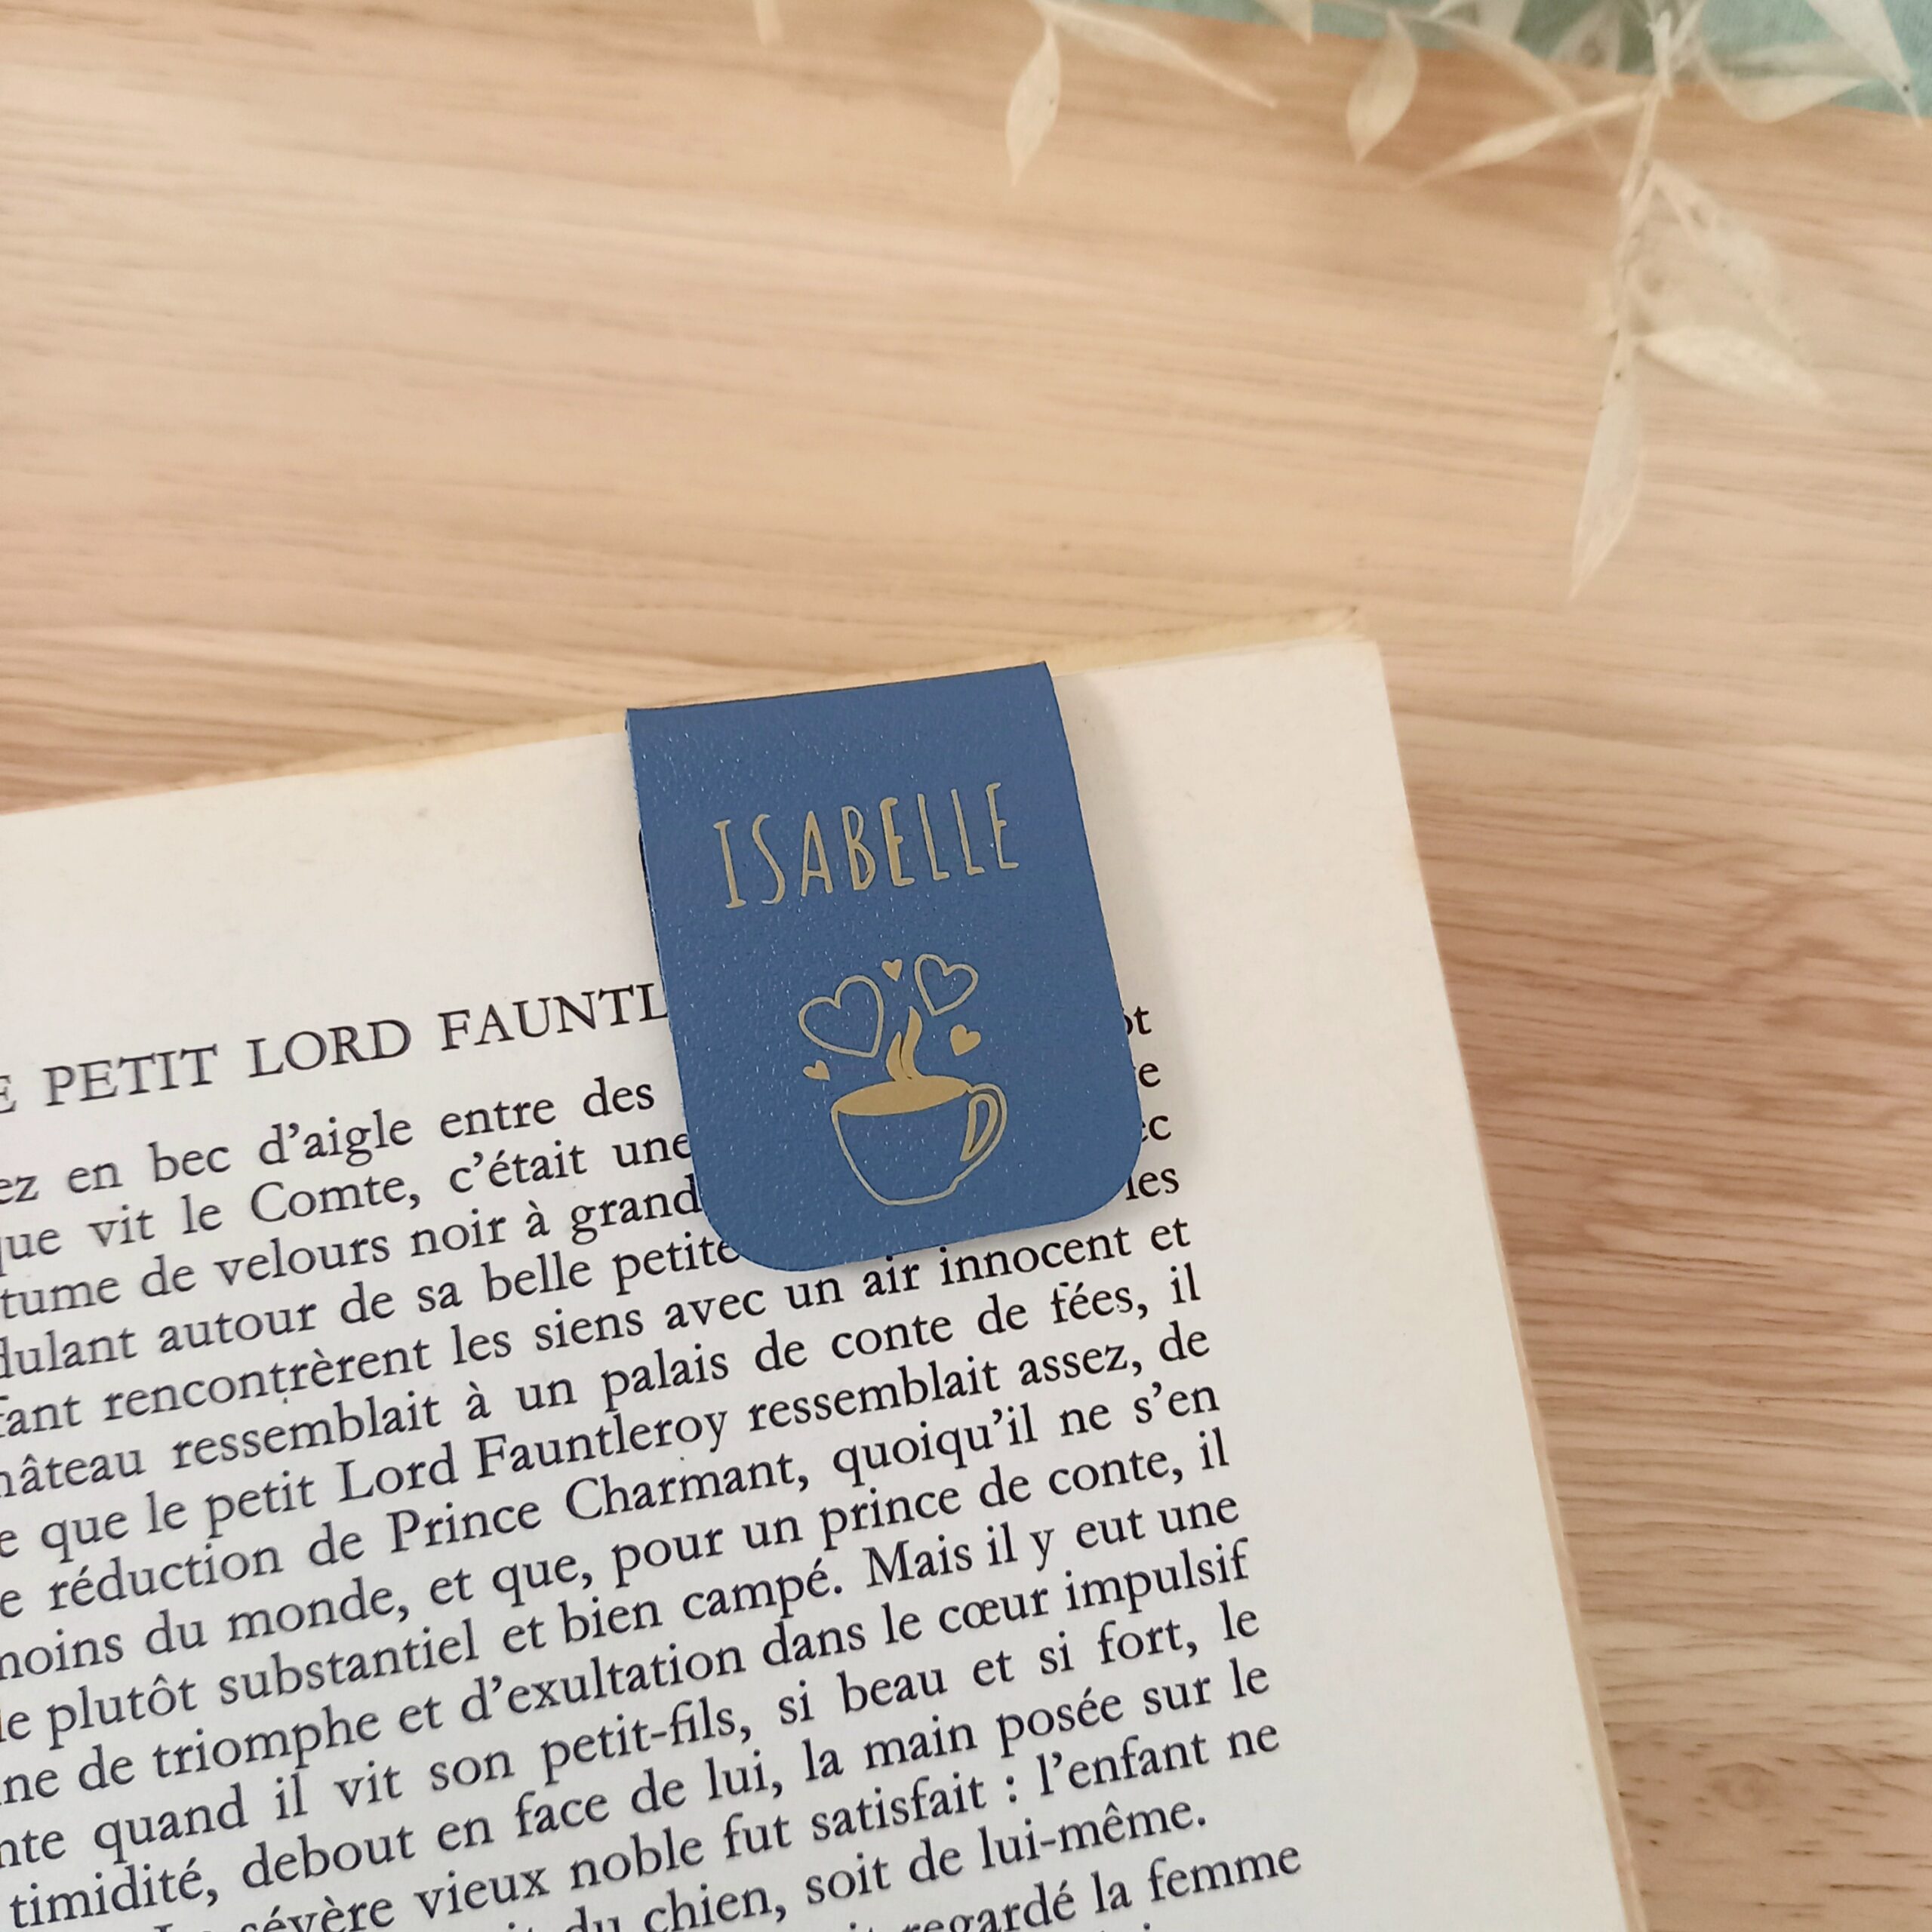 ISABELLE
PETIT LORD FAUNTL
en bec d'aigle entre des
que vit le Comte, c'était une
tume de velours noir à grand les
dulant autour de sa belle petite
fant rencontrèrent les siens avec un air innocent et
hâteau ressemblait à un palais de conte de fées, il
e que le petit Lord Fauntleroy ressemblait assez, de
e réduction de Prince Charmant, quoiqu'il ne s'en
moins du monde, et que, pour un prince de conte, il
le plutôt substantiel et bien campé. Mais il y eut une
ne de triomphe et d'exultation dans le cœur impulsif
nte quand il vit son petit-fils, si beau et si fort, le
timidité, debout en face de lui, la main posée sur le
sévère vieux noble fut satisfait : l'enfant ne
du chien, soit de lui-même.
regardé la femme